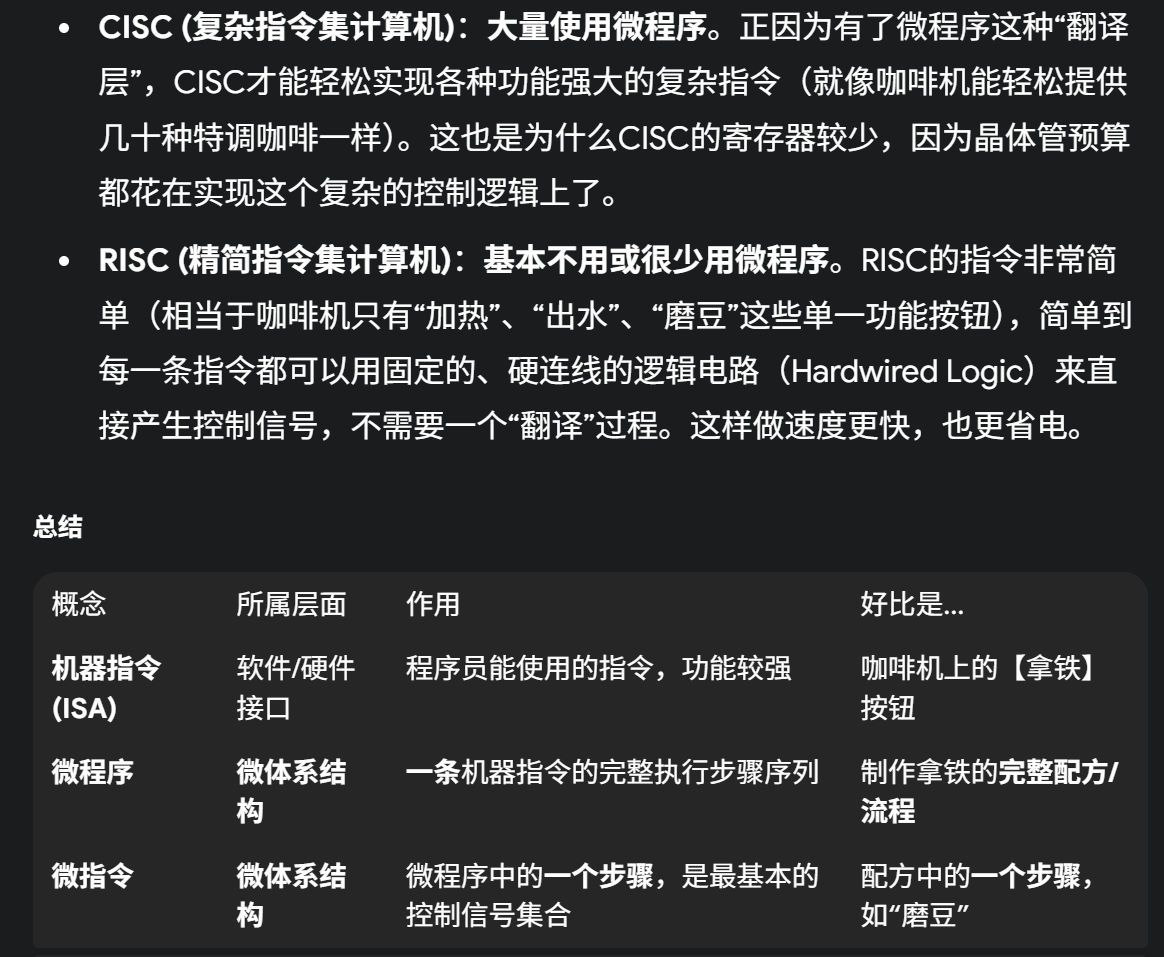 • CISC (复杂指令集计算机)：大量使用微程序。正因为有了微程序这种“翻译
层”，CISC才能轻松实现各种功能强大的复杂指令（就像咖啡机能轻松提供
几十种特调咖啡一样）。这也是为什么CISC的寄存器较少，因为晶体管预算
都花在实现这个复杂的控制逻辑上了。
• RISC (精简指令集计算机)：基本不用或很少用微程序。RISC的指令非常简
单（相当于咖啡机只有“加热”、“出水”、“磨豆”这些单一功能按钮），简单到
每一条指令都可以用固定的、硬连线的逻辑电路（Hardwired Logic）来直
接产生控制信号，不需要一个“翻译”过程。这样做速度更快，也更省电。
总结
概念 所属层面 作用 好比是...
机器指令 软件/硬件 程序员能使用的指令，功能较强 咖啡机上的【拿铁】
(ISA) 接口 按钮
微程序 微体系结 一条机器指令的完整执行步骤序列 制作拿铁的完整配方/
构 流程
微指令 微体系结 微程序中的一个步骤，是最基本的 配方中的一个步骤，
构 控制信号集合 如“磨豆”